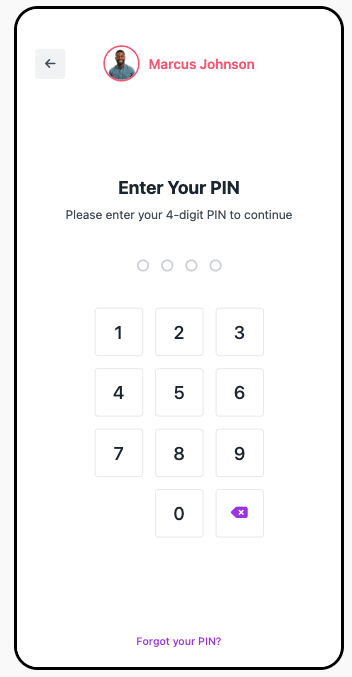 Marcus Johnson
Enter Your PIN
Please enter your 4-digit PIN to continue
1 2 3
4 5 6
7 8 9
0
Forgot your PIN?